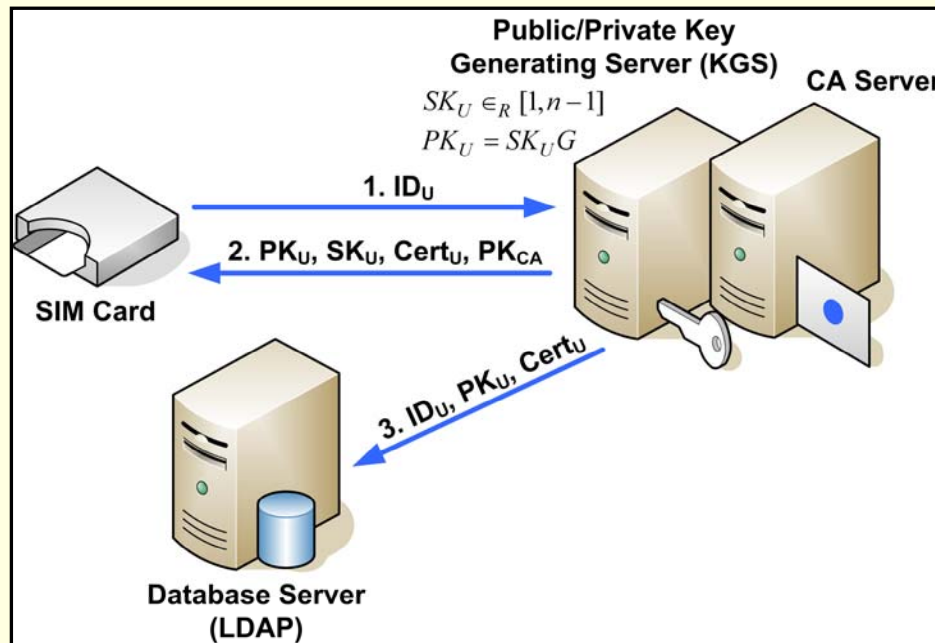 Public/Private Key
Generating Server (KGS)
CA Server
SK_U ∈_R [1, n − 1]
PK_U = SK_U G
1. ID_U
2. PK_U, SK_U, Cert_U, PK_CA
SIM Card
3. ID_U, PK_U, Cert_U
Database Server
(LDAP)